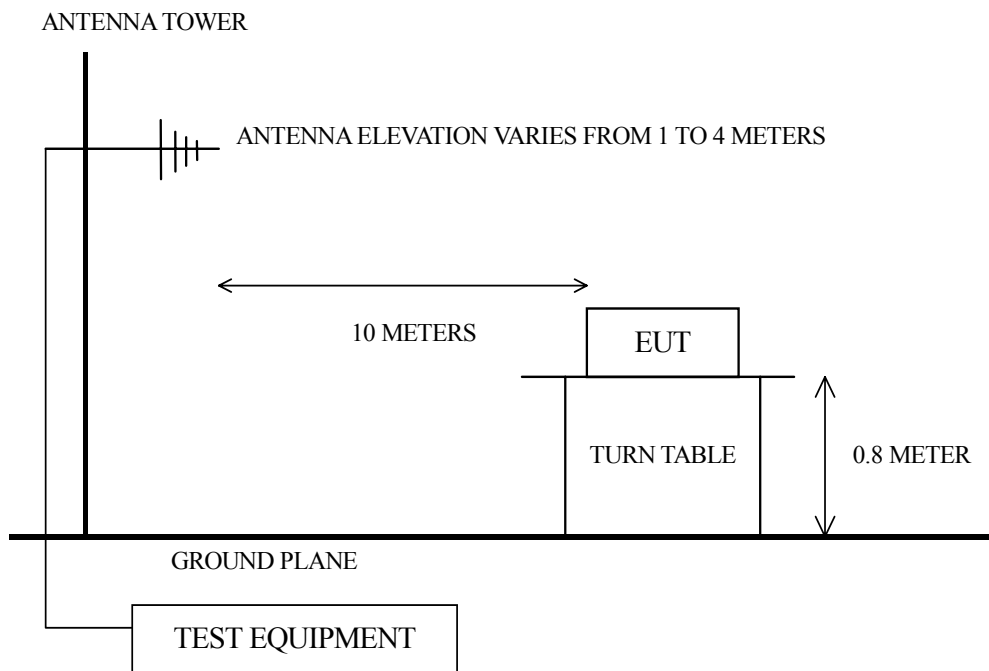 ANTENNA TOWER
ANTENNA ELEVATION VARIES FROM 1 TO 4 METERS
10 METERS
EUT
TURN TABLE
0.8 METER
GROUND PLANE
TEST EQUIPMENT